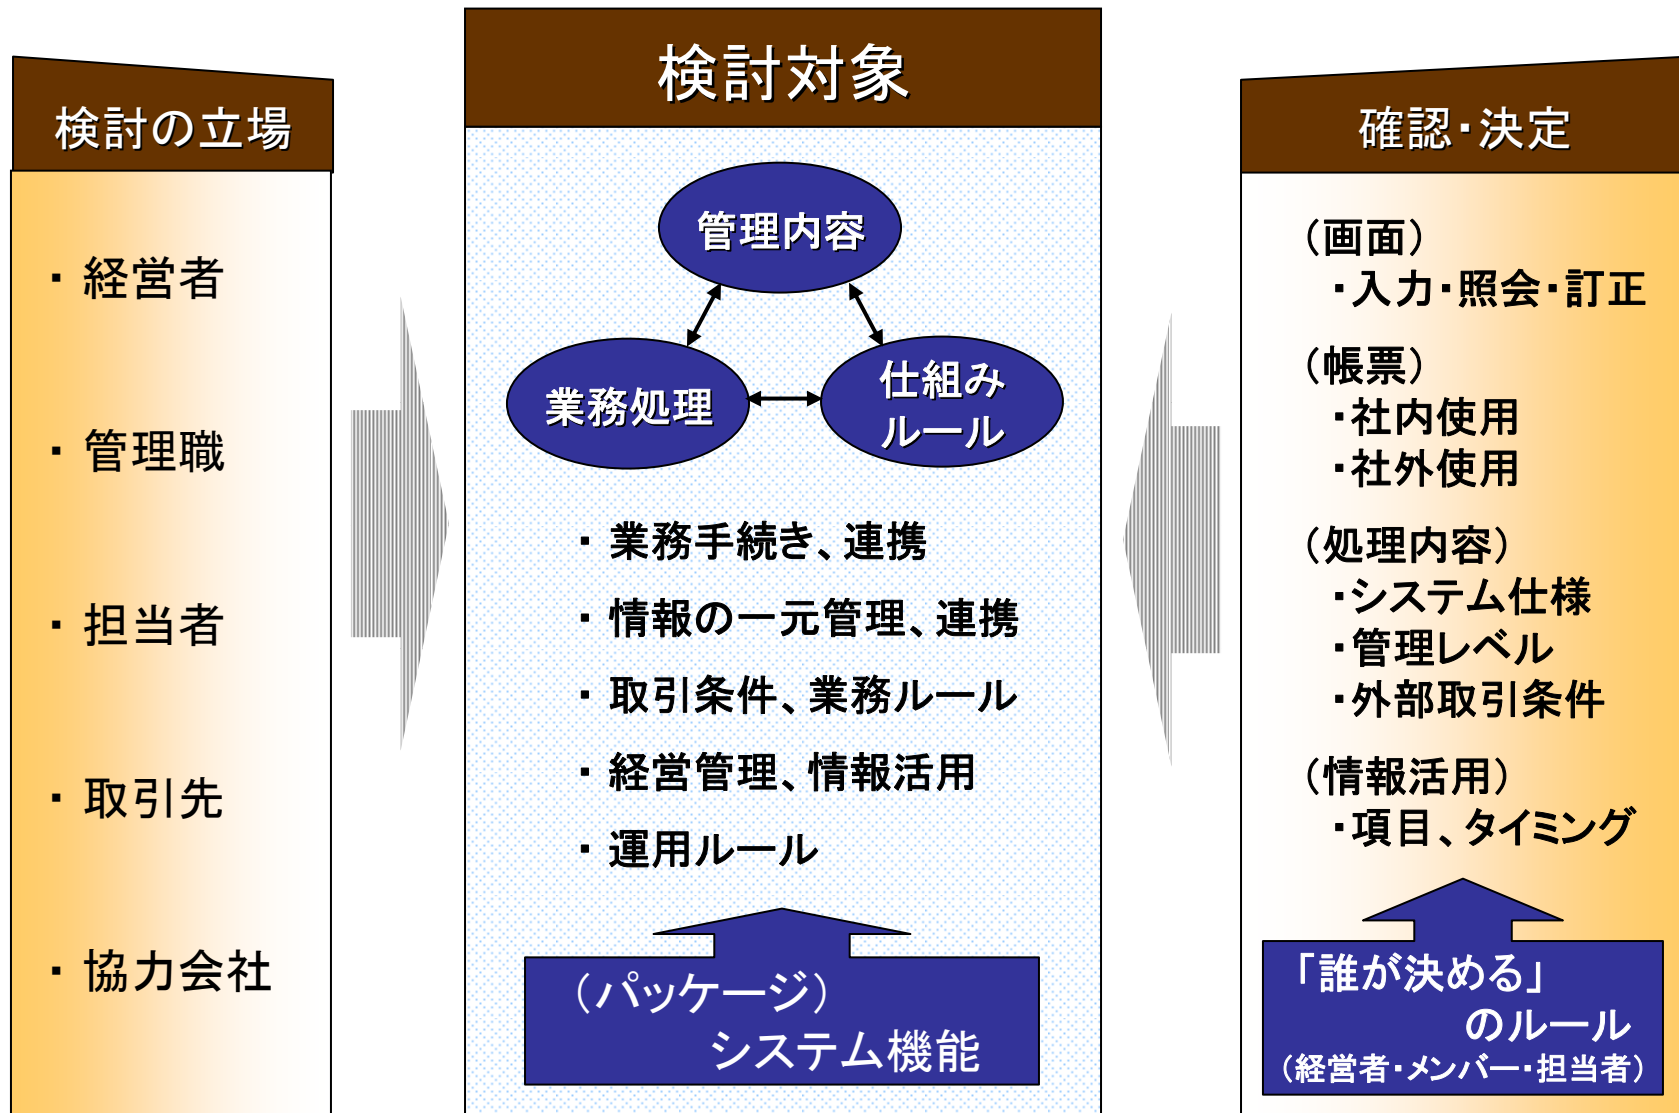 検討の立場
・ 経営者
・ 管理職
・ 担当者
・ 取引先
・ 協力会社
検討対象
管理内容
業務処理
仕組み
ルール
・ 業務手続き、連携
・ 情報の一元管理、連携
・ 取引条件、業務ルール
・ 経営管理、情報活用
・ 運用ルール
（パッケージ）
システム機能
確認・決定
（画面）
・入力・照会・訂正
（帳票）
・社内使用
・社外使用
（処理内容）
・システム仕様
・管理レベル
・外部取引条件
（情報活用）
・項目、タイミング
「誰が決める」
のルール
（経営者・メンバー・担当者）